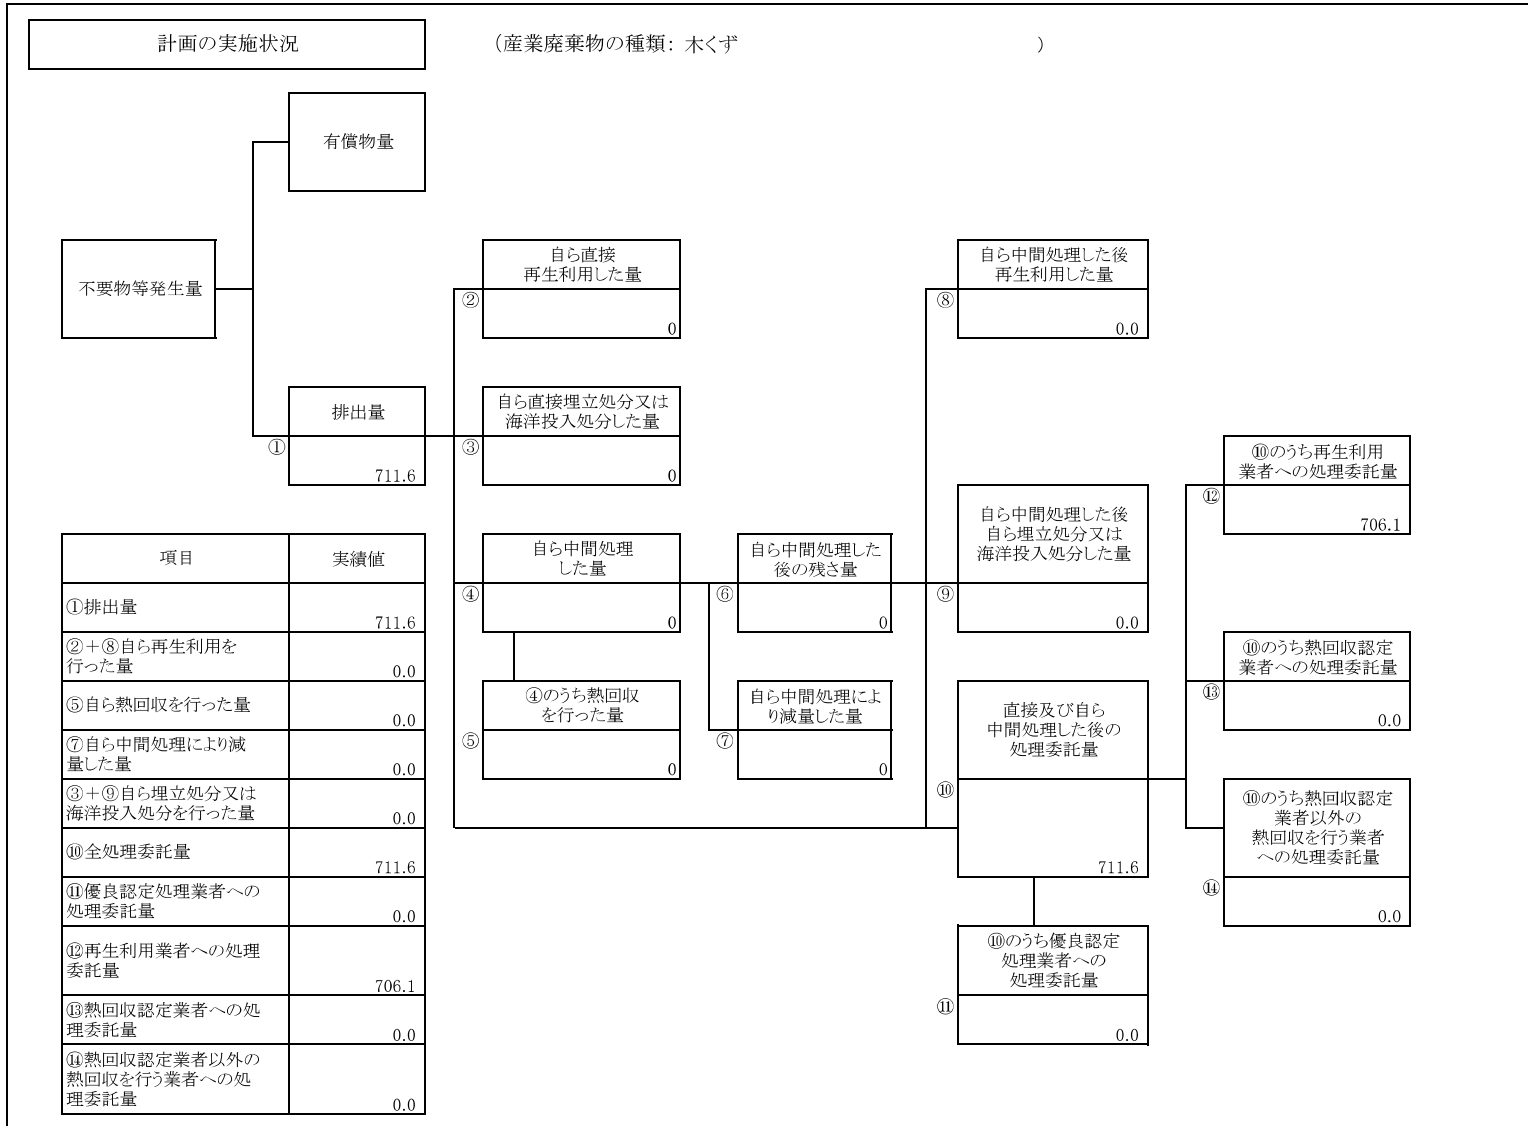 計画の実施状況
（産業廃棄物の種類：木くず　）
有償物量
不要物等発生量
自ら直接
再生利用した量
②
0
自ら中間処理した後
再生利用した量
⑧
0.0
排出量
①
711.6
自ら直接埋立処分又は
海洋投入処分した量
③
0
⑩のうち再生利用
業者への処理委託量
⑫
706.1
自ら中間処理
した量
④
0
自ら中間処理した
後の残さ量
⑥
0
自ら中間処理した後
自ら埋立処分又は
海洋投入処分した量
⑨
0.0
⑩のうち熱回収認定
業者への処理委託量
⑬
0.0
④のうち熱回収
を行った量
⑤
0
自ら中間処理によ
り減量した量
⑦
0
直接及び自ら
中間処理した後の
処理委託量
⑩
711.6
⑩のうち熱回収認定
業者以外の
熱回収を行う業者
への処理委託量
⑭
0.0
⑩のうち優良認定
処理業者への
処理委託量
⑪
0.0
項目 実績値
①排出量
711.6
②＋⑧自ら再生利用を
行った量
0.0
⑤自ら熱回収を行った量
0.0
⑦自ら中間処理により減
量した量
0.0
③＋⑨自ら埋立処分又は
海洋投入処分を行った量
0.0
⑩全処理委託量
711.6
⑪優良認定処理業者への
処理委託量
0.0
⑫再生利用業者への処理
委託量
706.1
⑬熱回収認定業者への処
理委託量
0.0
⑭熱回収認定業者以外の
熱回収を行う業者への処
理委託量
0.0